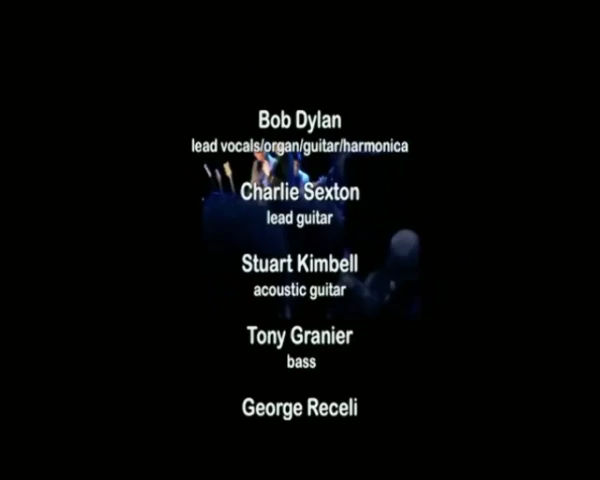 Bob Dylan
lead vocals/organ/guitar/harmonica
Charlie Sexton
lead guitar
Stuart Kimbell
acoustic guitar
Tony Granier
bass
George Receli